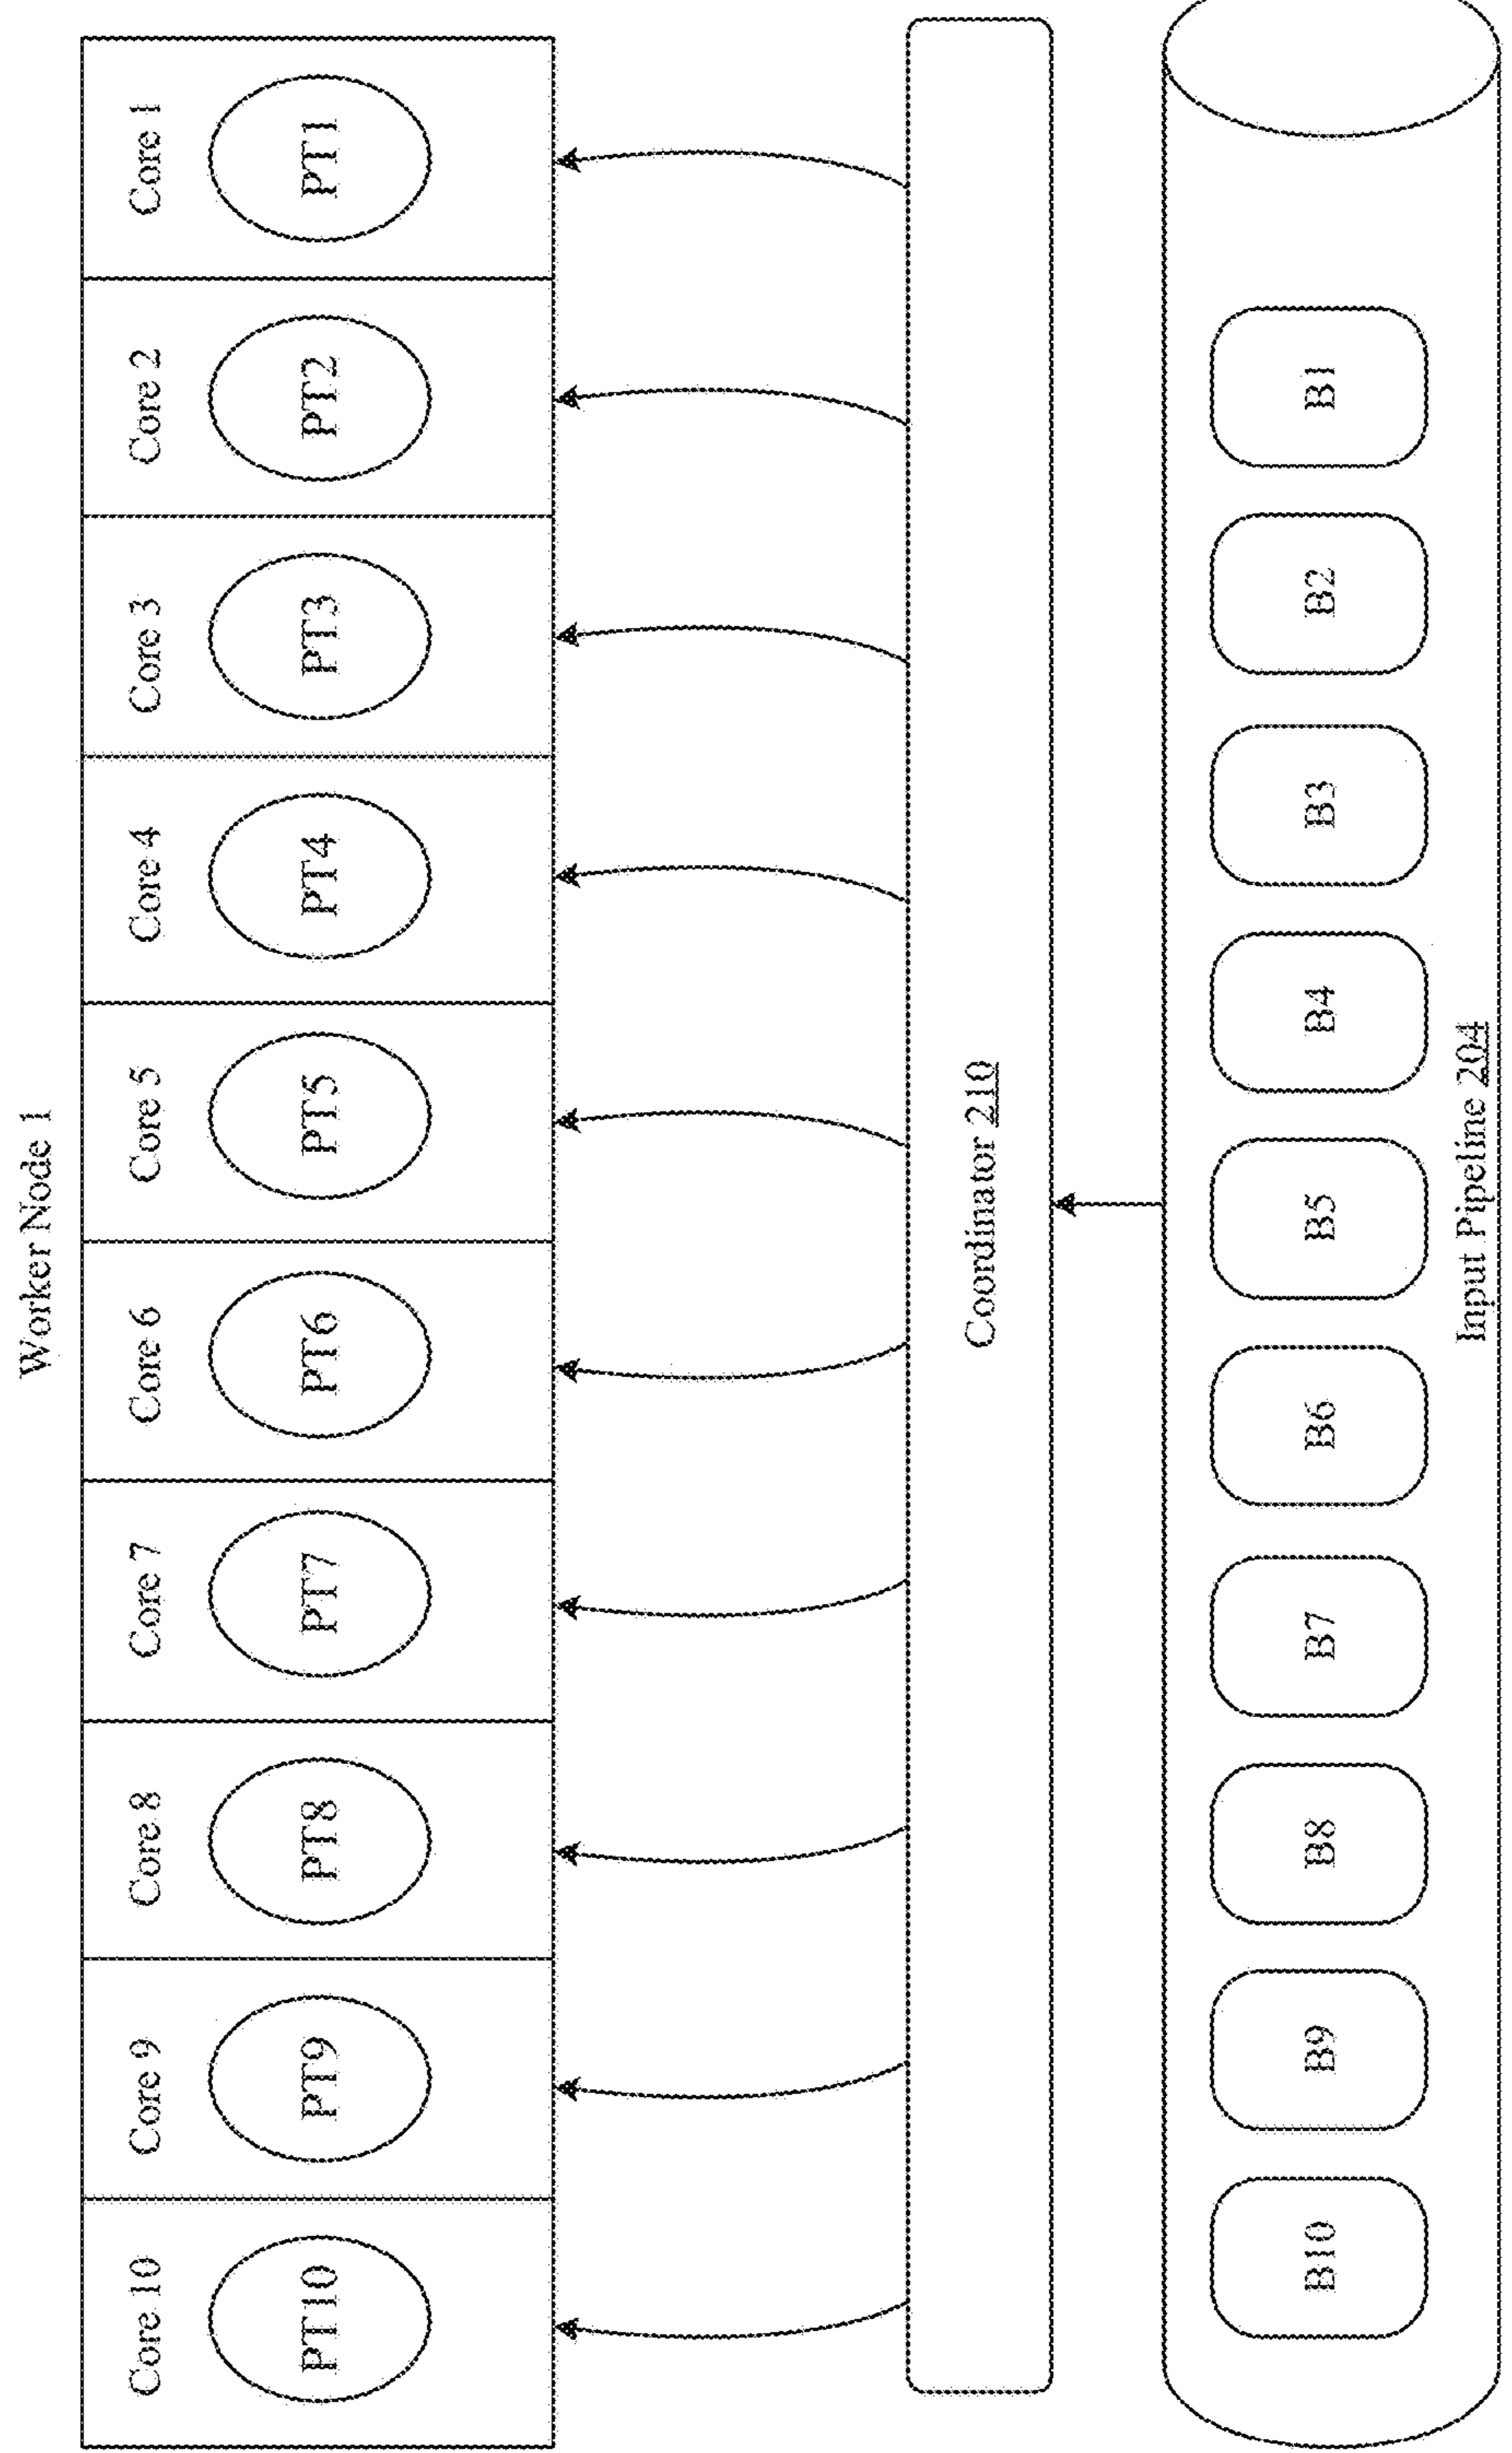 Worker Node 1
Core 10 Core 9 Core 8 Core 7 Core 6 Core 5 Core 4 Core 3 Core 2 Core 1
PT10 PT9 PT8 PT7 PT6 PT5 PT4 PT3 PT2 PT1
Coordinator 210
B10 B9 B8 B7 B6 B5 B4 B3 B2 B1
Input Pipeline 204